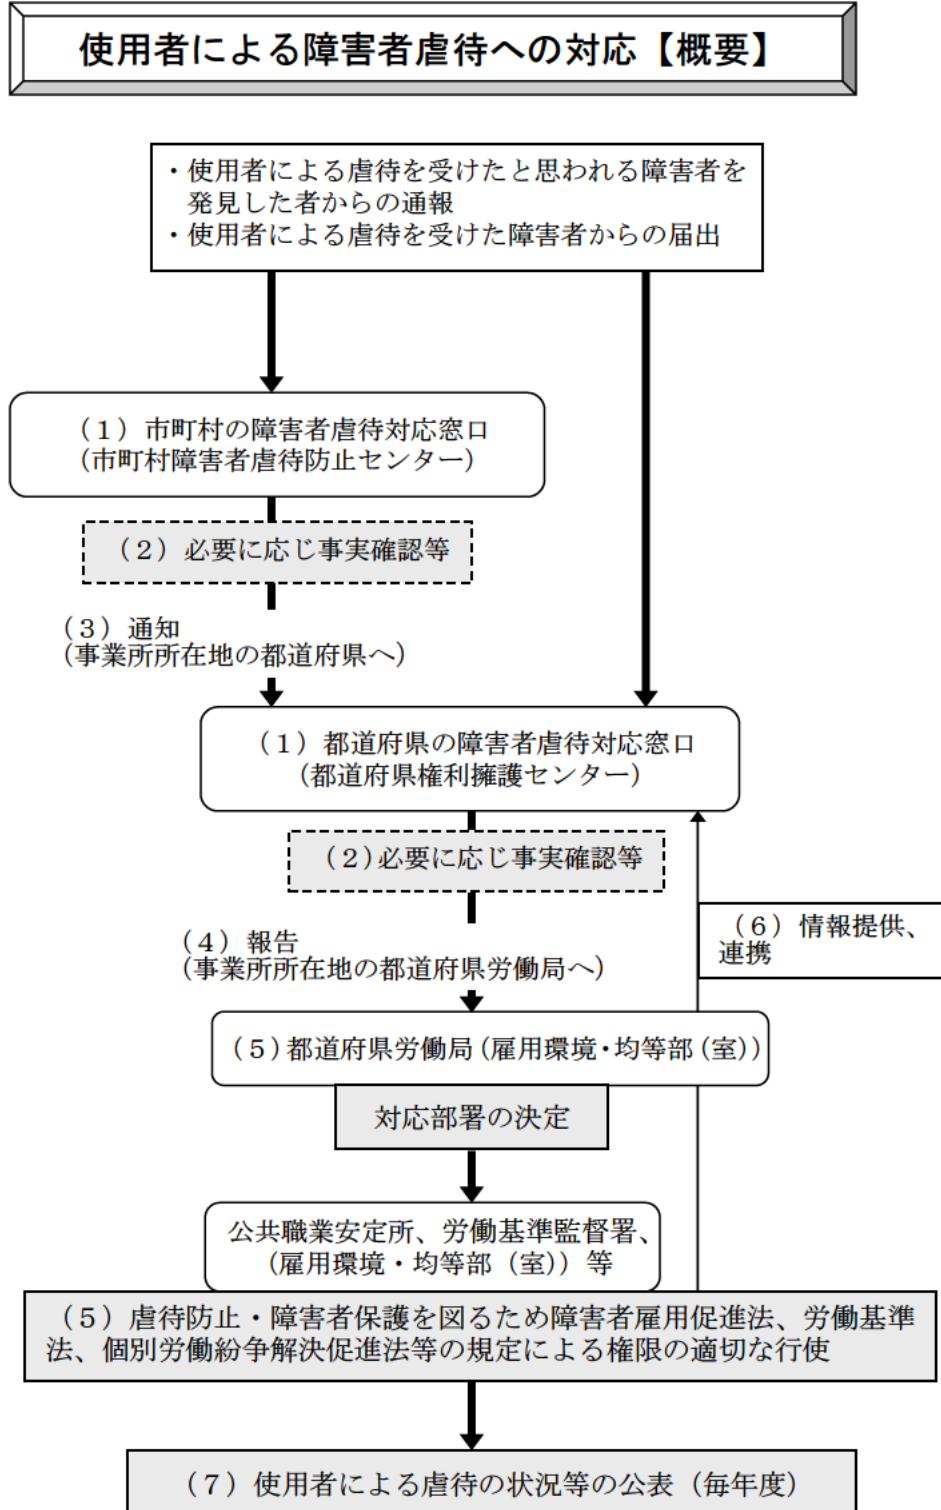 使用者による障害者虐待への対応【概要】
・使用者による虐待を受けたと思われる障害者を
発見した者からの通報
・使用者による虐待を受けた障害者からの届出
（1）市町村の障害者虐待対応窓口
（市町村障害者虐待防止センター）
（2）必要に応じ事実確認等
（3）通知
（事業所所在地の都道府県へ）
（1）都道府県の障害者虐待対応窓口
（都道府県権利擁護センター）
（2）必要に応じ事実確認等
（6）情報提供、
連携
（4）報告
（事業所所在地の都道府県労働局へ）
（5）都道府県労働局（雇用環境・均等部（室））
対応部署の決定
公共職業安定所、労働基準監督署、
（雇用環境・均等部（室））等
（5）虐待防止・障害者保護を図るため障害者雇用促進法、労働基準
法、個別労働紛争解決促進法等の規定による権限の適切な行使
（7）使用者による虐待の状況等の公表（毎年度）